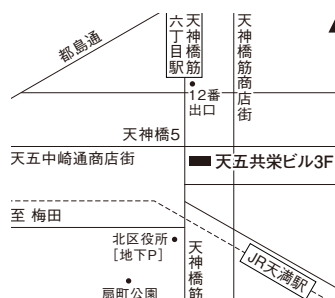 都島通
天神橋筋
六丁目駅
天神橋筋商店街
12番
出口
天神橋5
天五中崎通商店街
天五共栄ビル3F
至 梅田
北区役所
[地下P]
JR天満駅
扇町公園
天神橋筋